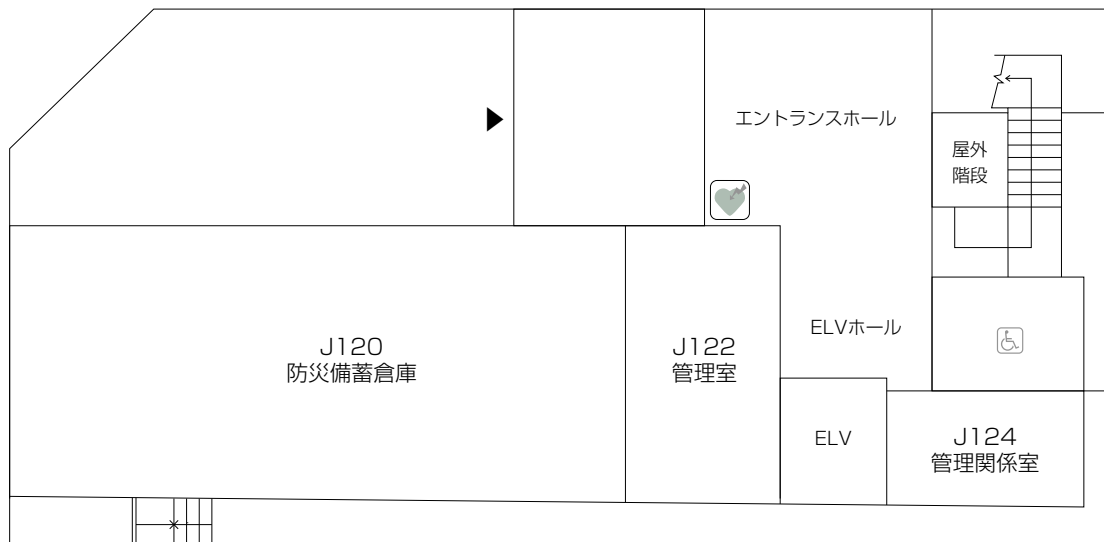 エントランスホール
屋外
階段
ELVホール
J120
防災備蓄倉庫
J122
管理室
ELV
J124
管理関係室